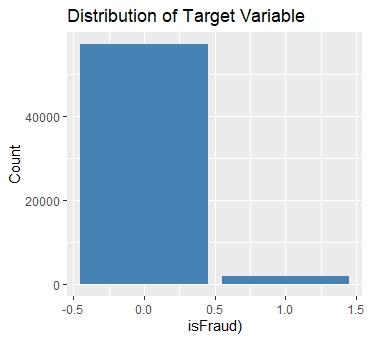 Distribution of Target Variable
Count
40000
20000
0
-0.5 0.0 0.5 1.0 1.5
isFraud)